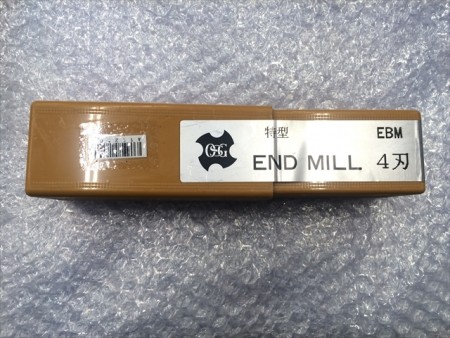 特型 EBM
OSG END MILL 4刃